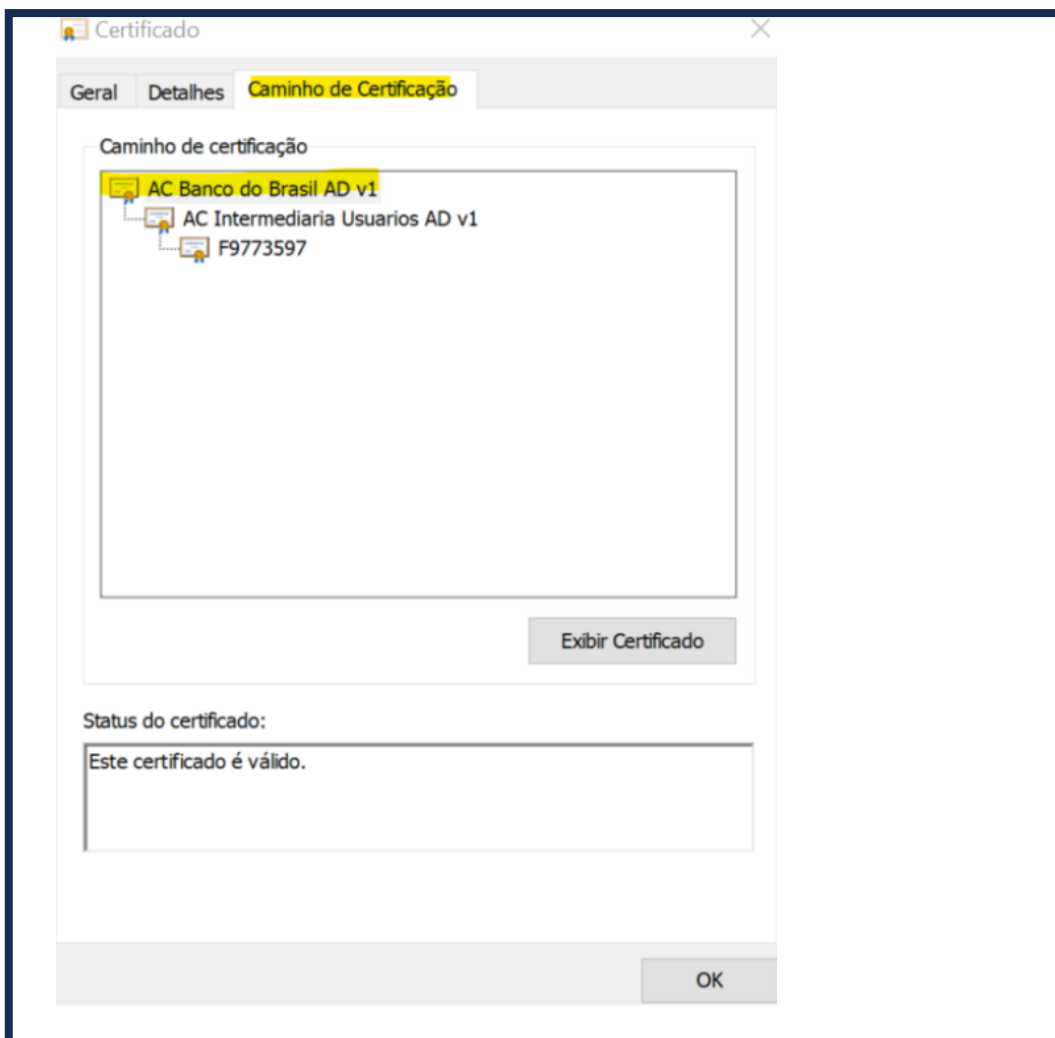 Certificado
Geral Detalhes Caminho de Certificação
Caminho de certificação
AC Banco do Brasil AD v1
AC Intermediaria Usuarios AD v1
F9773597
Exibir Certificado
Status do certificado:
Este certificado é válido.
OK